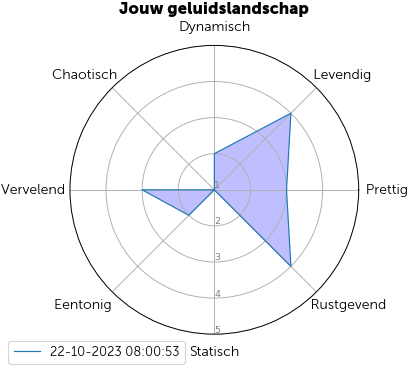 Jouw geluidslandschap
Dynamisch
Chaotisch
Levendig
Vervelend
1
Prettig
2
3
4
Eentonig
Rustgevend
5
22-10-2023 08:00:53
Statisch